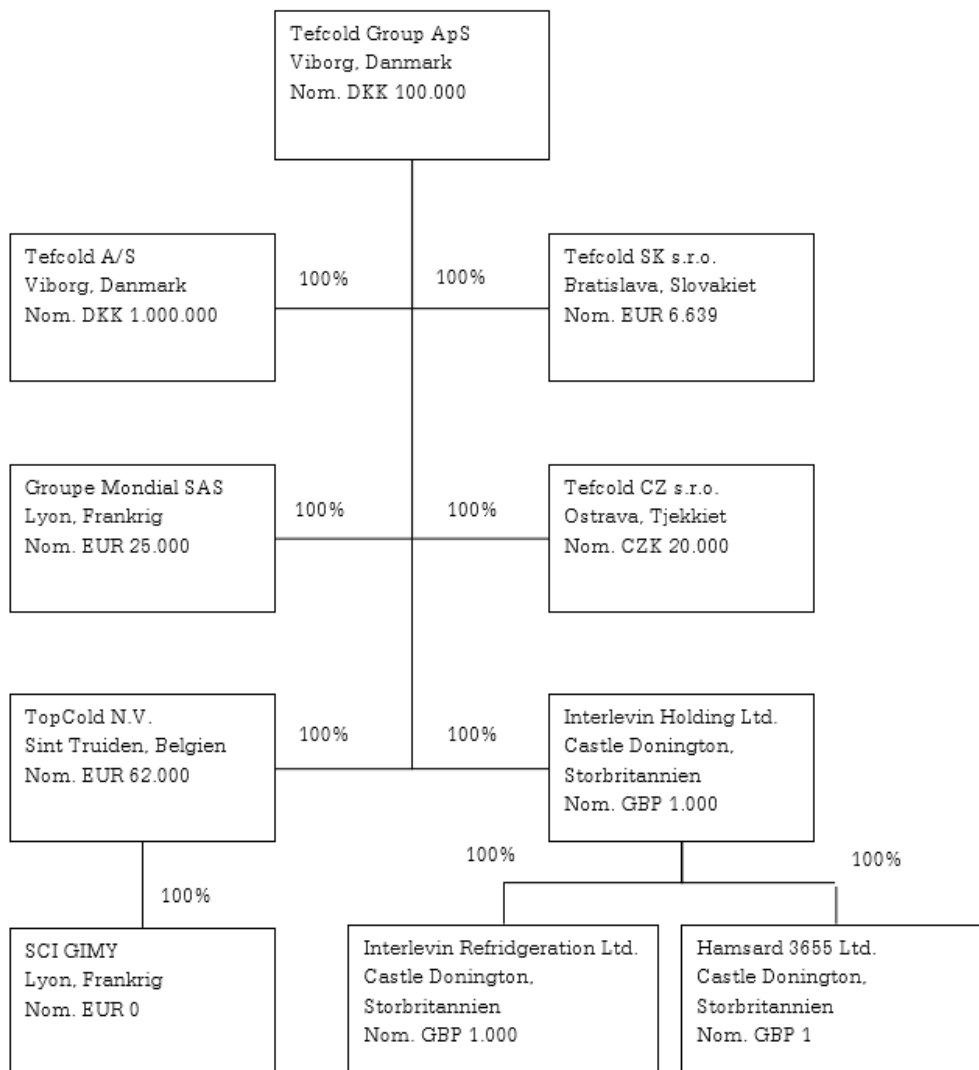 Tefcold Group ApS
Viborg, Danmark
Nom. DKK 100.000
Tefcold A/S
Viborg, Danmark
Nom. DKK 1.000.000
100%
100%
Tefcold SK s.r.o.
Bratislava, Slovakiet
Nom. EUR 6.639
Groupe Mondial SAS
Lyon, Frankrig
Nom. EUR 25.000
100%
100%
Tefcold CZ s.r.o.
Ostrava, Tjekkiet
Nom. CZK 20.000
TopCold N.V.
Sint Truiden, Belgien
Nom. EUR 62.000
100%
100%
Interlevin Holding Ltd.
Castle Donington,
Storbritannien
Nom. GBP 1.000
100%
100%
100%
SCI GIMY
Lyon, Frankrig
Nom. EUR 0
Interlevin Refridgeration Ltd.
Castle Donington,
Storbritannien
Nom. GBP 1.000
Hamsard 3655 Ltd.
Castle Donington,
Storbritannien
Nom. GBP 1